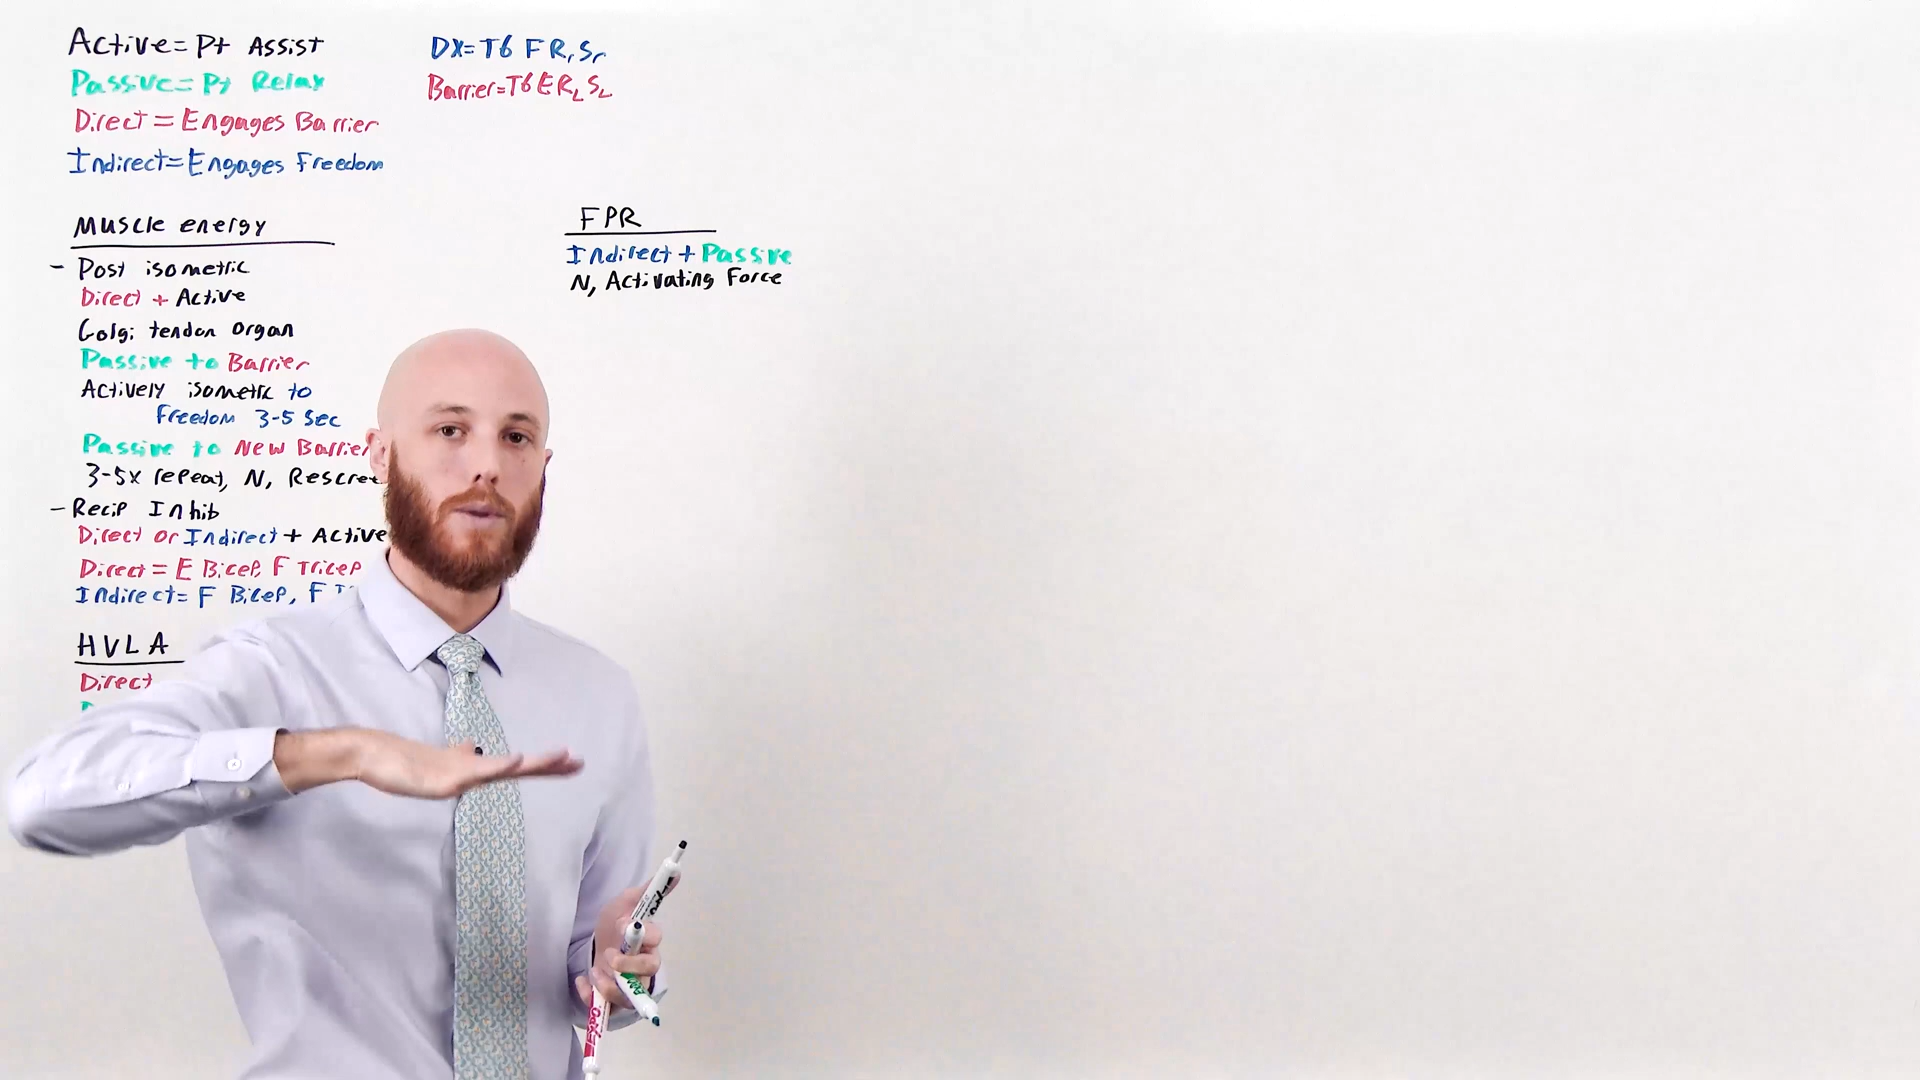 Active = Pt Assist
Passive = Pt Relax
Direct = Engages Barrier
Indirect = Engages Freedom
DX = T6 F Rr Sr
Barrier = T6 E RL SL
Muscle energy
- Post isometric
Direct + Active
Golgi tendon organ
Passive to Barrier
Actively isometric to
Freedom 3-5 Sec
Passive to New Barrier
3-5x repeat, N, Rescree
- Recip Inhib
Direct or Indirect + Active
Direct = E Bicep, F Tricep
Indirect = F Bicep, F T
HVLA
Direct
FPR
Indirect + Passive
N, Activating Force